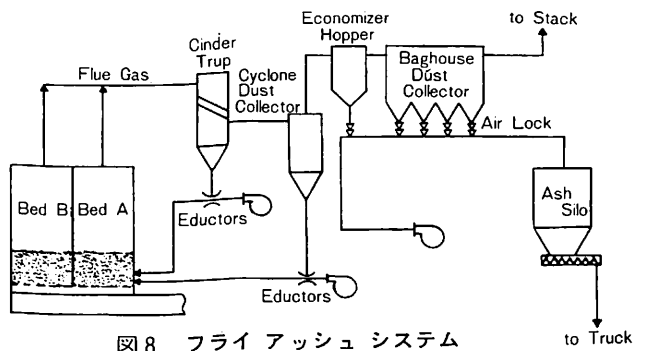 Economizer
Hopper
to Stack
Cinder
Trup
Flue Gas
Cyclone
Dust
Collector
Baghouse
Dust
Collector
Air Lock
Bed B
Bed A
Eductors
Ash
Silo
Eductors
to Truck
図8 フライ アッシュ システム